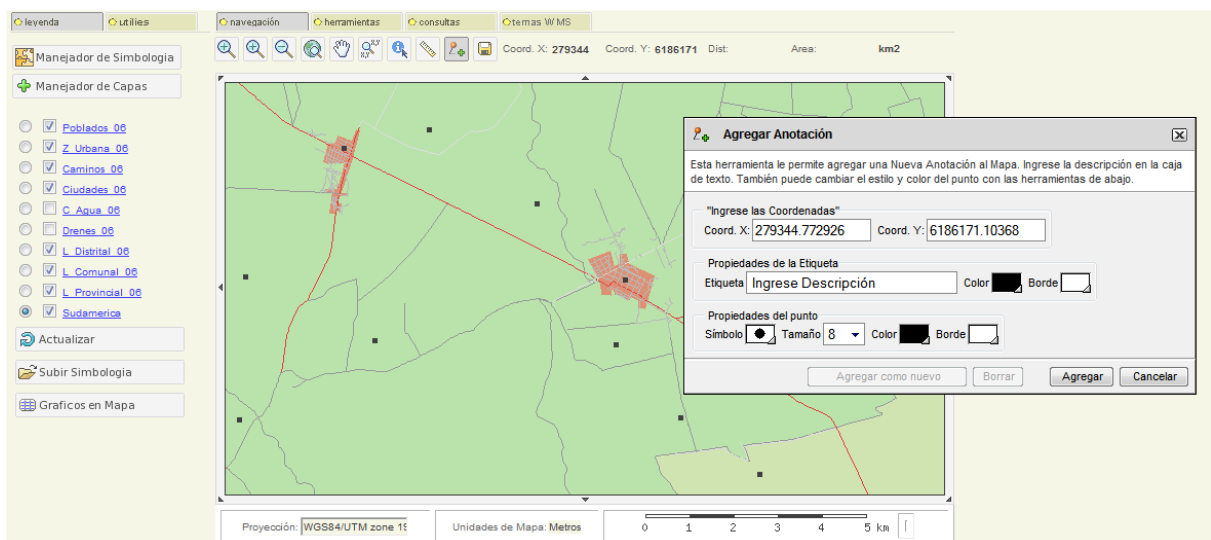 leyenda
utilies
navegación
herramientas
consultas
temas WMS
Manejador de Simbologia
Manejador de Capas
Poblados_06
Z_Urbana_06
Caminos_06
Ciudades_06
C_Agua_06
Drenes_06
L_Distrital_06
L_Comunal_06
L_Provincial_06
Sudamerica
Actualizar
Subir Simbologia
Graficos en Mapa
Coord. X: 279344 Coord. Y: 6186171 Dist: Area: km2
Agregar Anotación
Esta herramienta le permite agregar una Nueva Anotación al Mapa. Ingrese la descripción en la caja
de texto. También puede cambiar el estilo y color del punto con las herramientas de abajo.
"Ingrese las Coordenadas"
Coord. X: 279344.772926 Coord. Y: 6186171.10368
Propiedades de la Etiqueta
Etiqueta Ingrese Descripción Color Borde
Propiedades del punto
Símbolo Tamaño 8 Color Borde
Agregar como nuevo Borrar Agregar Cancelar
Proyección: WGS84/UTM zone 19
Unidades de Mapa: Metros
0 1 2 3 4 5 km